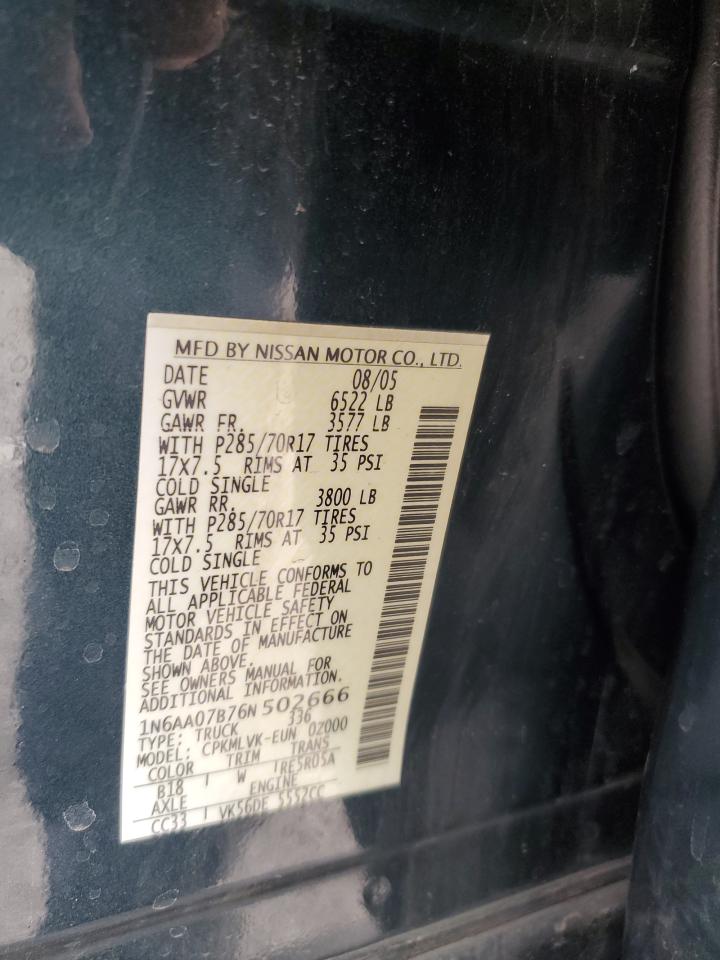 MFD BY NISSAN MOTOR CO., LTD.
DATE 08/05
GVWR 6522 LB
GAWR FR. 3577 LB
WITH P285/70R17 TIRES
17X7.5 RIMS AT 35 PSI
COLD SINGLE
GAWR RR. 3800 LB
WITH P285/70R17 TIRES
17X7.5 RIMS AT 35 PSI
COLD SINGLE
THIS VEHICLE CONFORMS TO
ALL APPLICABLE FEDERAL
MOTOR VEHICLE SAFETY
STANDARDS IN EFFECT ON
THE DATE OF MANUFACTURE
SHOWN ABOVE.
SEE OWNERS MANUAL FOR
ADDITIONAL INFORMATION.
1N6AA07B76N502666
TYPE: TRUCK 336
MODEL: CPKMLVK-EUN 02000
COLOR TRIM TRANS
B18 W RE5R05A
AXLE ENGINE
CC33 VK56DE 5552CC